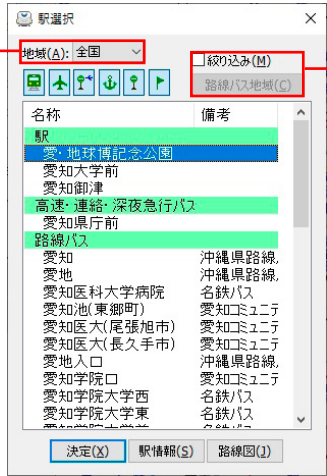 駅選択
地域(A): 全国
絞り込み(M)
路線バス地域(C)
名称 備考
駅
愛・地球博記念公園
愛知大学前
愛知御津
高速・連絡・深夜急行バス
愛知県庁前
路線バス
愛知 沖縄県路線,
愛地 沖縄県路線,
愛知医科大学病院 名鉄バス
愛知池(東郷町) 愛知コミュニテ
愛知医大(尾張旭市) 愛知コミュニテ
愛知医大(長久手市) 愛知コミュニテ
愛地入口 沖縄県路線,
愛知学院口 愛知コミュニテ
愛知学院大学西 名鉄バス
愛知学院大学東 名鉄バス
決定(X) 駅情報(S) 路線図(J)